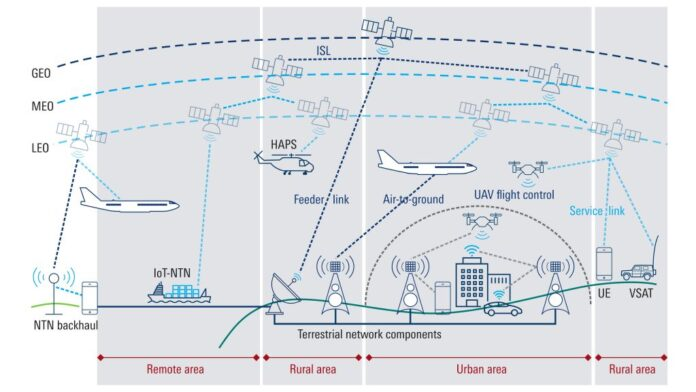 ISL
GEO
MEO
LEO
HAPS
Feeder link
Air-to-ground
UAV flight control
Service link
IoT-NTN
NTN backhaul
UE
VSAT
Terrestrial network components
Remote area
Rural area
Urban area
Rural area